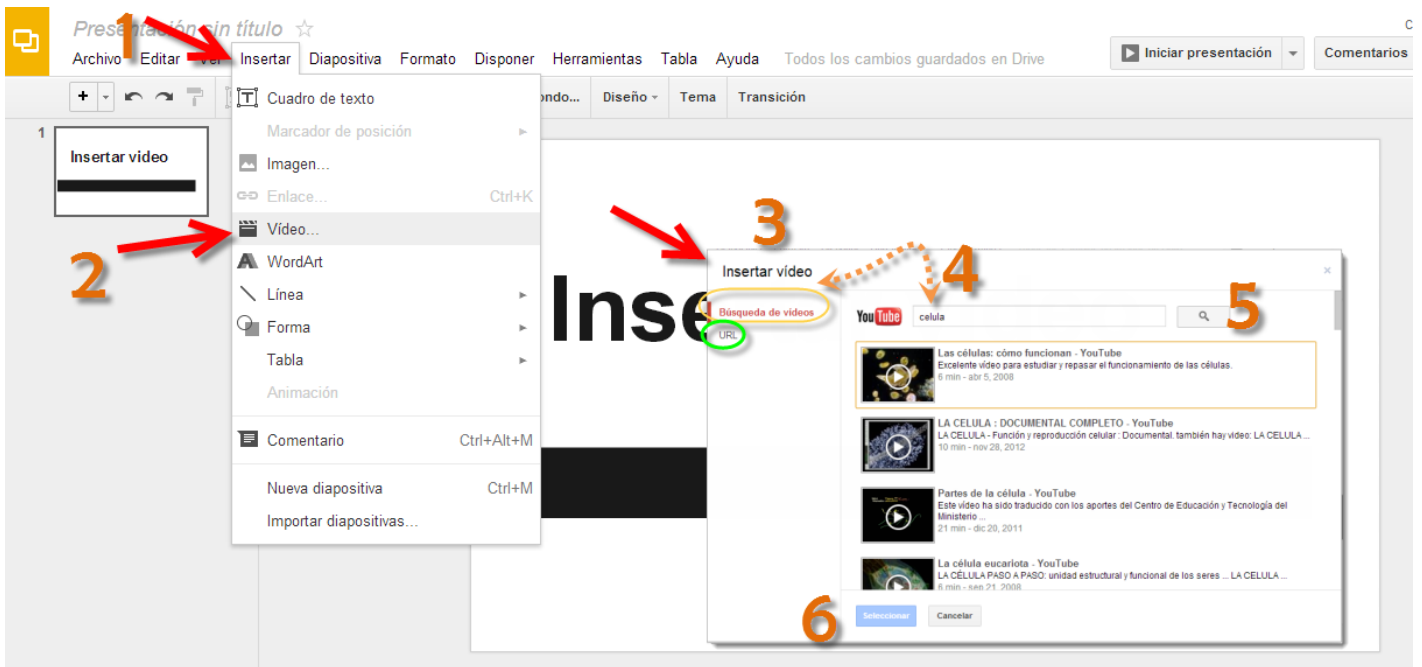 1
Presentación sin título
C
Archivo Editar Ver Insertar Diapositiva Formato Disponer Herramientas Tabla Ayuda Todos los cambios guardados en Drive
Iniciar presentación
Comentarios
ondo... Diseño Tema Transición
1
Insertar video
Cuadro de texto
Marcador de posición
Imagen...
Enlace... Ctrl+K
Vídeo...
WordArt
Línea
Forma
Tabla
Animación
Comentario Ctrl+Alt+M
Nueva diapositiva Ctrl+M
Importar diapositivas...
2
Inse
3
4
5
6
Insertar vídeo
Búsqueda de vídeos
URL
YouTube celula
Las células: cómo funcionan - YouTube
Excelente vídeo para estudiar y repasar el funcionamiento de las células.
6 min - abr 5, 2008
LA CELULA : DOCUMENTAL COMPLETO - YouTube
LA CELULA - Función y reproducción celular : Documental. también hay video: LA CELULA ...
10 min - nov 28, 2012
Partes de la célula - YouTube
Este vídeo ha sido traducido con los aportes del Centro de Educación y Tecnología del
Ministerio ...
21 min - dic 20, 2011
La célula eucariota - YouTube
LA CÉLULA PASO A PASO: unidad estructural y funcional de los seres ... LA CELULA ...
6 min - sep 21, 2008
Seleccionar Cancelar